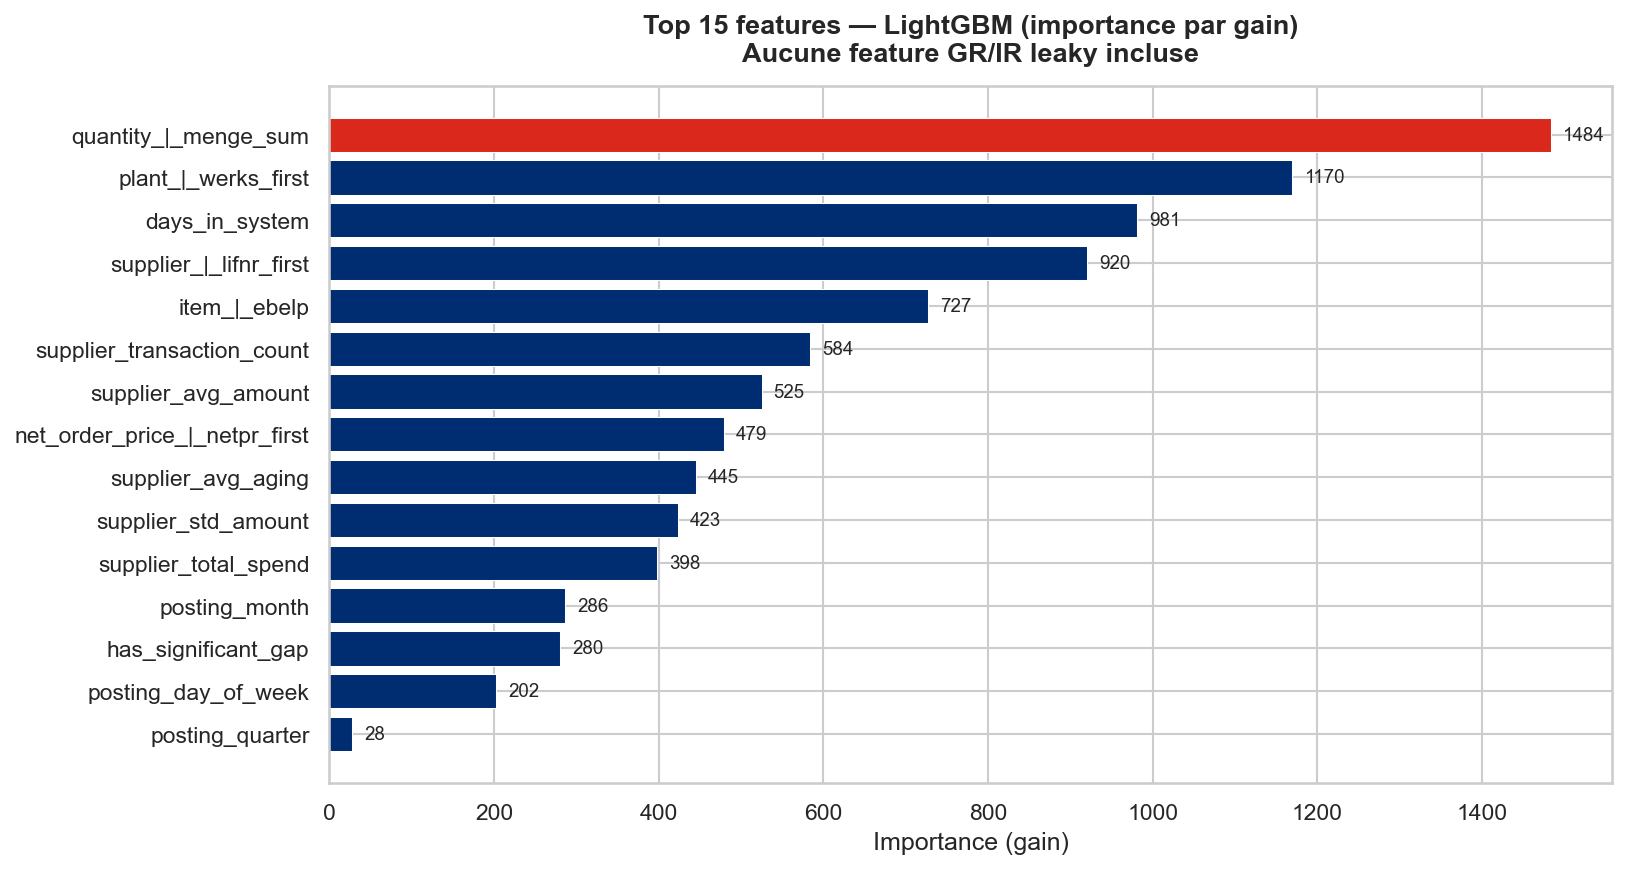 Top 15 features — LightGBM (importance par gain)
Aucune feature GR/IR leaky incluse
quantity_|_menge_sum 1484
plant_|_werks_first 1170
days_in_system 981
supplier_|_lifnr_first 920
item_|_ebelp 727
supplier_transaction_count 584
supplier_avg_amount 525
net_order_price_|_netpr_first 479
supplier_avg_aging 445
supplier_std_amount 423
supplier_total_spend 398
posting_month 286
has_significant_gap 280
posting_day_of_week 202
posting_quarter 28
0 200 400 600 800 1000 1200 1400
Importance (gain)